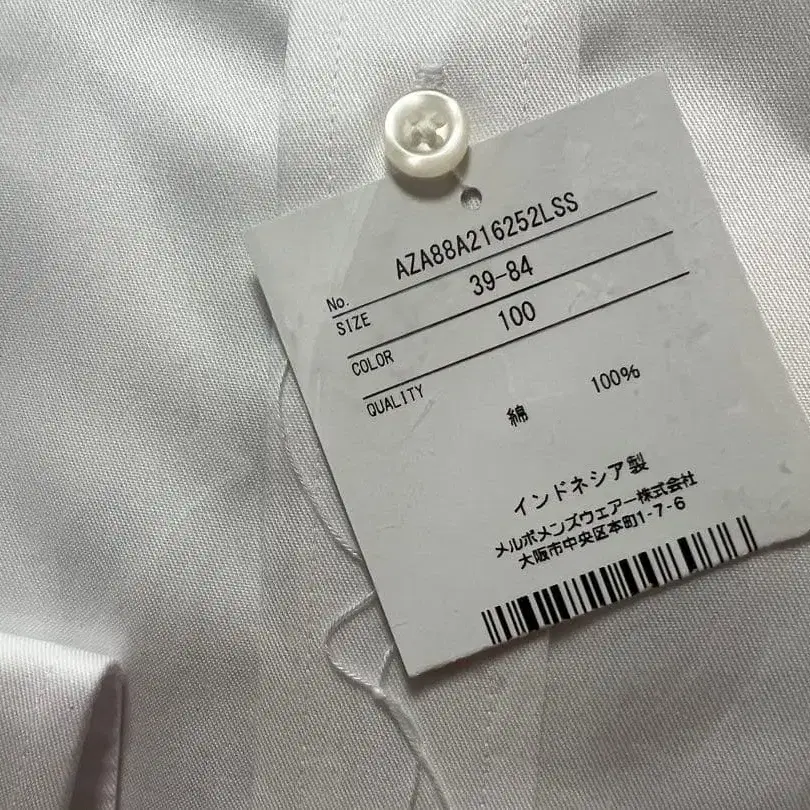 No. AZA88A216252LSS
SIZE 39-84
COLOR 100
QUALITY
綿 100%
インドネシア製
メルボメンズウェアー株式会社
大阪市中央区本町1-7-6